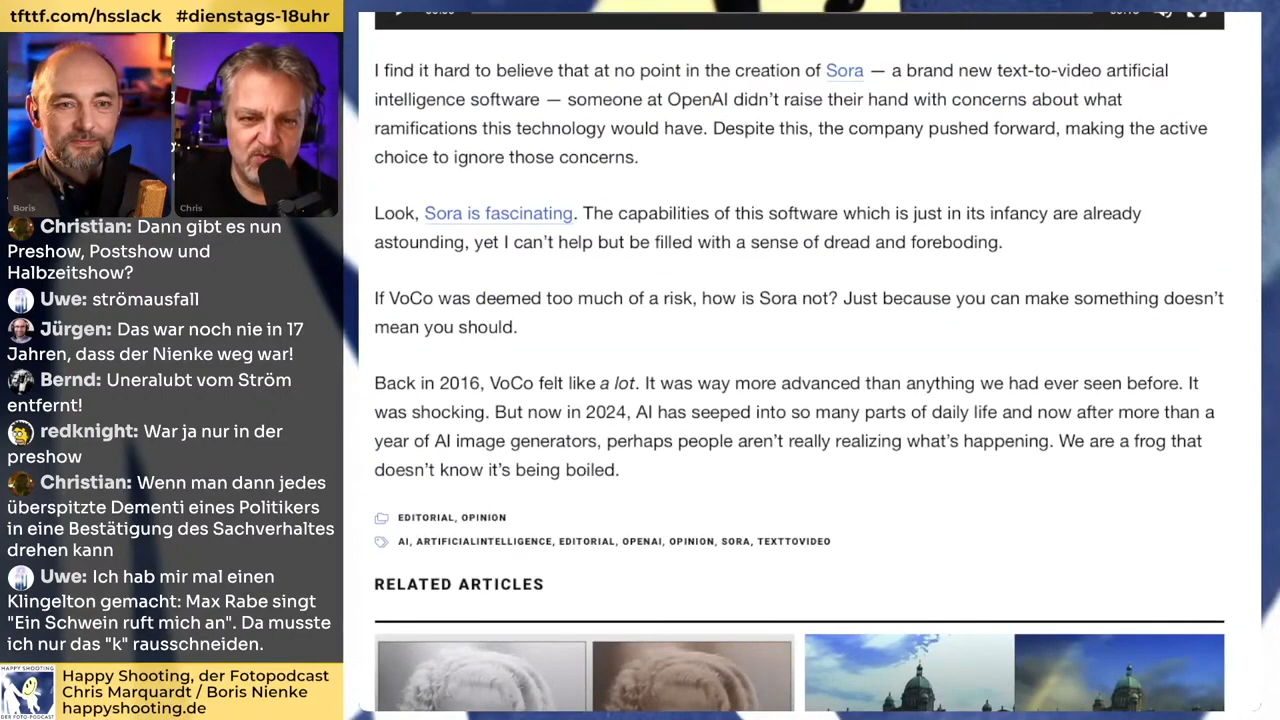 tfttf.com/hsslack #dienstags-18uhr
Boris
Chris
Christian: Dann gibt es nun
Preshow, Postshow und
Halbzeitshow?
Uwe: strömausfall
Jürgen: Das war noch nie in 17
Jahren, dass der Nienke weg war!
Bernd: Uneralubt vom Ström
entfernt!
redknight: War ja nur in der
preshow
Christian: Wenn man dann jedes
überspitzte Dementi eines Politikers
in eine Bestätigung des Sachverhaltes
drehen kann
Uwe: Ich hab mir mal einen
Klingelton gemacht: Max Rabe singt
"Ein Schwein ruft mich an". Da musste
ich nur das "k" rausschneiden.
HAPPY SHOOTING
DER FOTO-PODCAST
Happy Shooting, der Fotopodcast
Chris Marquardt / Boris Nienke
happyshooting.de
I find it hard to believe that at no point in the creation of Sora — a brand new text-to-video artificial
intelligence software — someone at OpenAI didn’t raise their hand with concerns about what
ramifications this technology would have. Despite this, the company pushed forward, making the active
choice to ignore those concerns.
Look, Sora is fascinating. The capabilities of this software which is just in its infancy are already
astounding, yet I can’t help but be filled with a sense of dread and foreboding.
If VoCo was deemed too much of a risk, how is Sora not? Just because you can make something doesn’t
mean you should.
Back in 2016, VoCo felt like a lot. It was way more advanced than anything we had ever seen before. It
was shocking. But now in 2024, AI has seeped into so many parts of daily life and now after more than a
year of AI image generators, perhaps people aren’t really realizing what’s happening. We are a frog that
doesn’t know it’s being boiled.
EDITORIAL, OPINION
AI, ARTIFICIALINTELLIGENCE, EDITORIAL, OPENAI, OPINION, SORA, TEXTTOVIDEO
RELATED ARTICLES